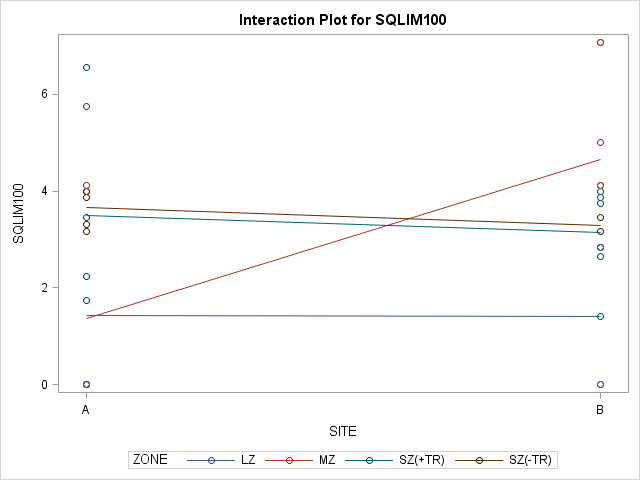 Interaction Plot for SQLIM100
6
4
2
0
SQLIM100
A
B
SITE
ZONE LZ MZ SZ(+TR) SZ(-TR)